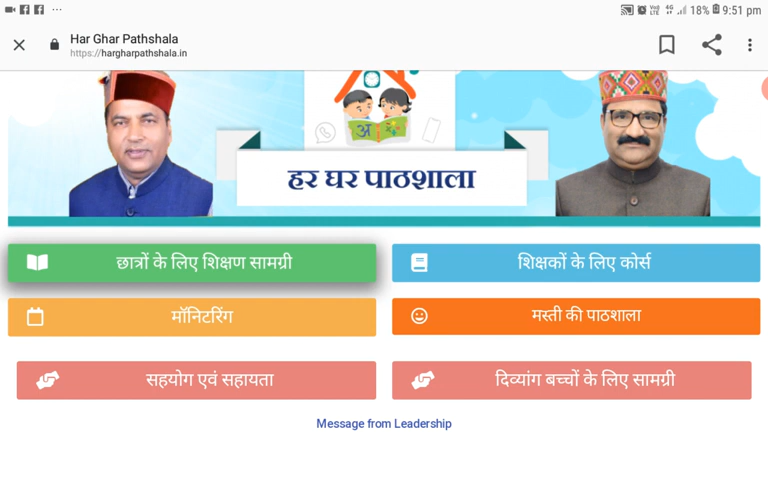 18% 9:51 pm
Har Ghar Pathshala
https://hargharpathshala.in
अ
हर घर पाठशाला
छात्रों के लिए शिक्षण सामग्री
शिक्षकों के लिए कोर्स
मॉनिटरिंग
मस्ती की पाठशाला
सहयोग एवं सहायता
दिव्यांग बच्चों के लिए सामग्री
Message from Leadership